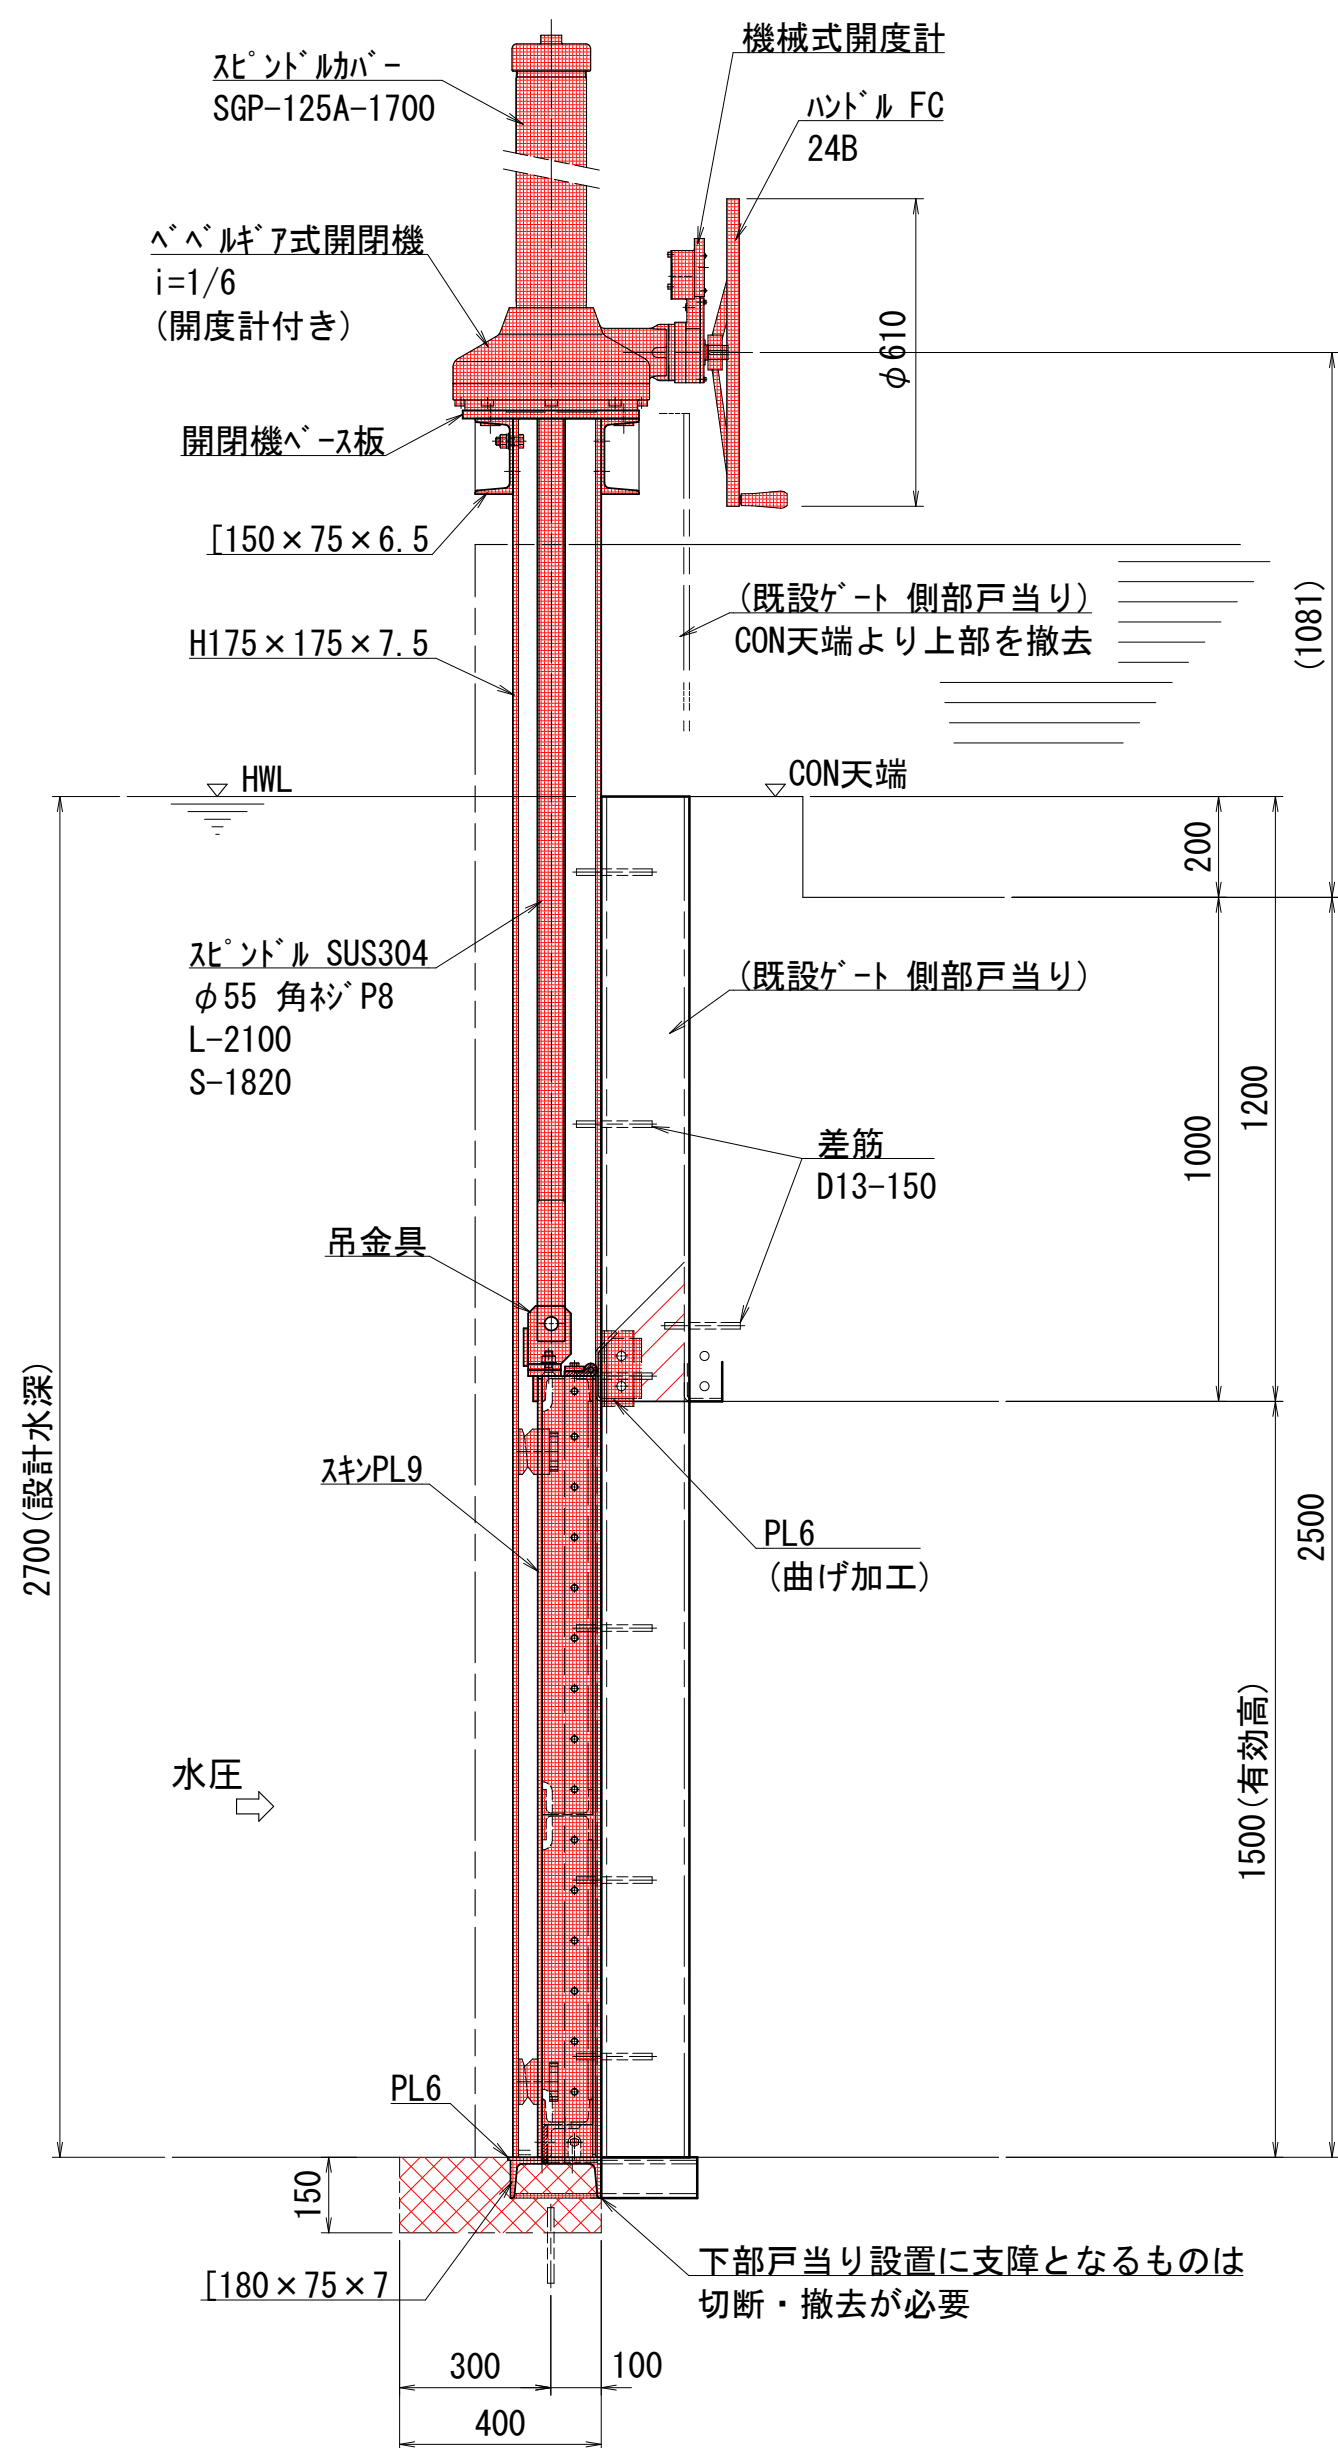 機械式開度計
ｽﾋﾟﾝﾄﾞﾙｶﾊﾞｰ
SGP-125A-1700
ﾊﾝﾄﾞﾙ FC
24B
ﾍﾞﾍﾞﾙｷﾞｱ式開閉機
i=1/6
(開度計付き)
φ610
開閉機ﾍﾞｰｽ板
[150×75×6.5
(既設ｹﾞｰﾄ 側部戸当り)
CON天端より上部を撤去
(1081)
H175×175×7.5
HWL
CON天端
200
ｽﾋﾟﾝﾄﾞﾙ SUS304
φ55 角ﾈｼﾞP8
L-2100
S-1820
(既設ｹﾞｰﾄ 側部戸当り)
1200
1000
差筋
D13-150
吊金具
2700(設計水深)
ｽｷﾝPL9
PL6
(曲げ加工)
2500
1500(有効高)
水圧
PL6
150
[180×75×7
下部戸当り設置に支障となるものは
切断・撤去が必要
300
100
400